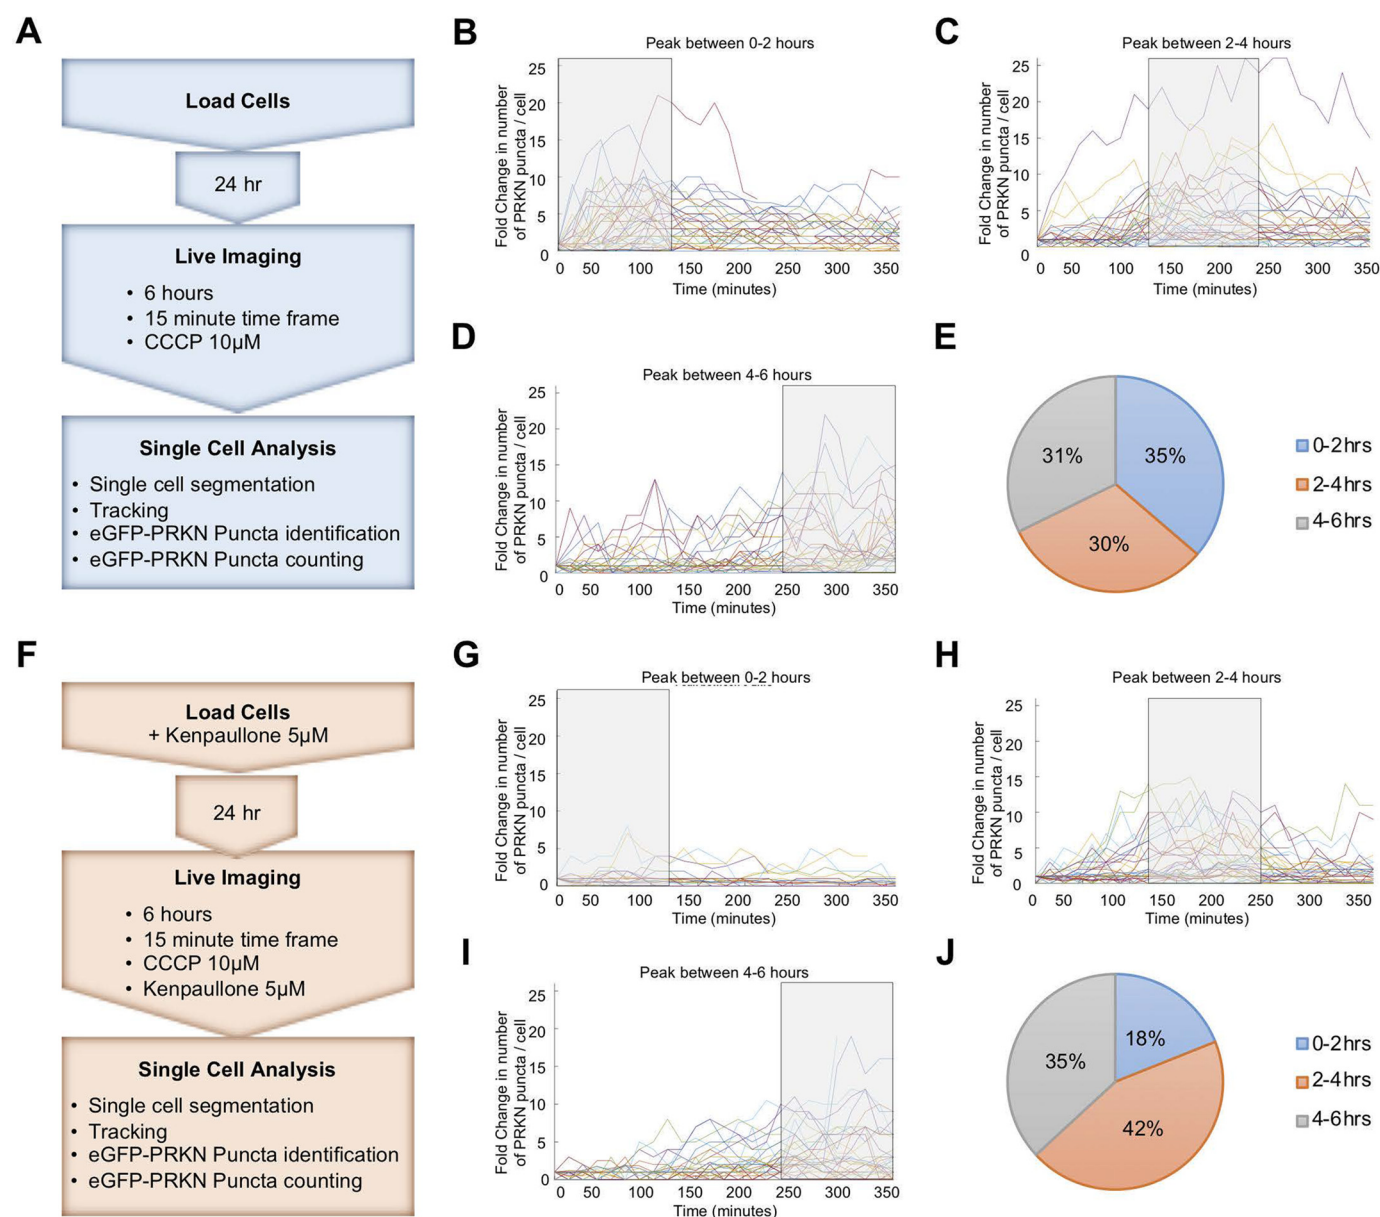 A
Load Cells
24 hr
Live Imaging
• 6 hours
• 15 minute time frame
• CCCP 10µM
Single Cell Analysis
• Single cell segmentation
• Tracking
• eGFP-PRKN Puncta identification
• eGFP-PRKN Puncta counting
B
Peak between 0-2 hours
Fold Change in number
of PRKN puncta / cell
25
20
15
10
5
0
0 50 100 150 200 250 300 350
Time (minutes)
C
Peak between 2-4 hours
Fold Change in number
of PRKN puncta / cell
25
20
15
10
5
0
0 50 100 150 200 250 300 350
Time (minutes)
D
Peak between 4-6 hours
Fold Change in number
of PRKN puncta / cell
25
20
15
10
5
0
0 50 100 150 200 250 300 350
Time (minutes)
E
31%
35%
30%
0-2hrs
2-4hrs
4-6hrs
F
Load Cells
+ Kenpaullone 5µM
24 hr
Live Imaging
• 6 hours
• 15 minute time frame
• CCCP 10µM
• Kenpaullone 5µM
Single Cell Analysis
• Single cell segmentation
• Tracking
• eGFP-PRKN Puncta identification
• eGFP-PRKN Puncta counting
G
Peak between 0-2 hours
Fold Change in number
of PRKN puncta / cell
25
20
15
10
5
0
0 50 100 150 200 250 300 350
Time (minutes)
H
Peak between 2-4 hours
Fold Change in number
of PRKN puncta / cell
25
20
15
10
5
0
0 50 100 150 200 250 300 350
Time (minutes)
I
Peak between 4-6 hours
Fold Change in number
of PRKN puncta / cell
25
20
15
10
5
0
0 50 100 150 200 250 300 350
Time (minutes)
J
35%
18%
42%
0-2hrs
2-4hrs
4-6hrs